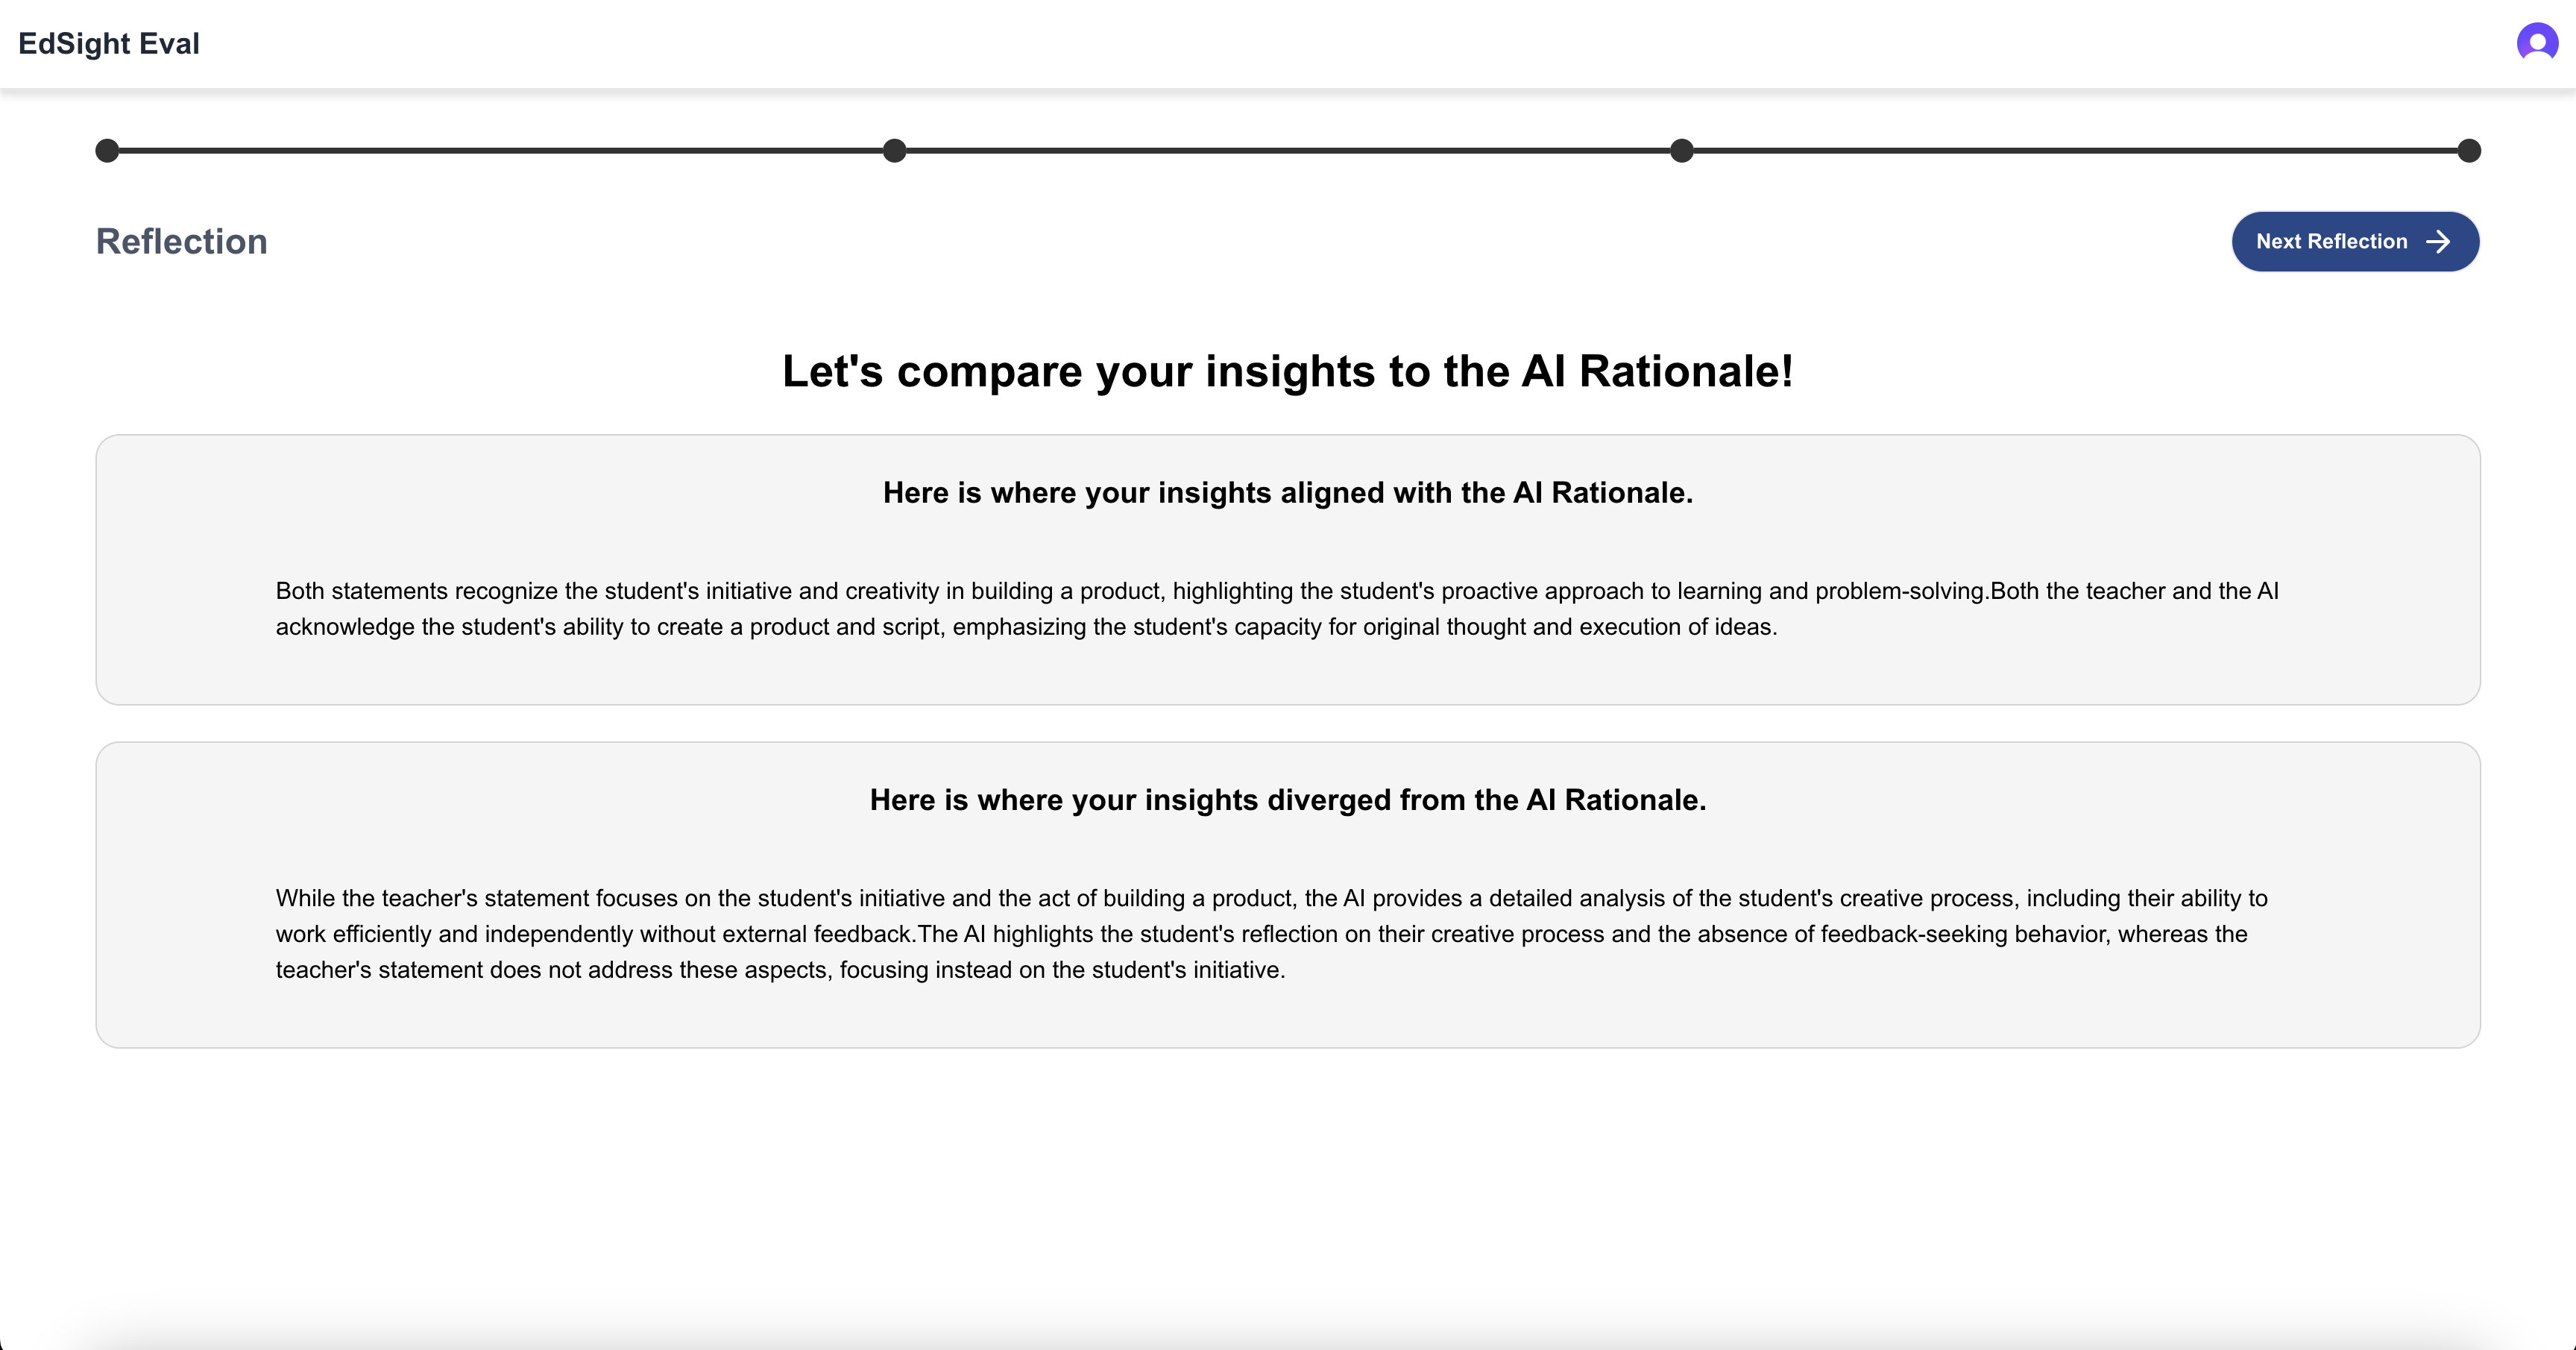 EdSight Eval
Reflection
Next Reflection
Let's compare your insights to the AI Rationale!
Here is where your insights aligned with the AI Rationale.
Both statements recognize the student's initiative and creativity in building a product, highlighting the student's proactive approach to learning and problem-solving.Both the teacher and the AI
acknowledge the student's ability to create a product and script, emphasizing the student's capacity for original thought and execution of ideas.
Here is where your insights diverged from the AI Rationale.
While the teacher's statement focuses on the student's initiative and the act of building a product, the AI provides a detailed analysis of the student's creative process, including their ability to
work efficiently and independently without external feedback.The AI highlights the student's reflection on their creative process and the absence of feedback-seeking behavior, whereas the
teacher's statement does not address these aspects, focusing instead on the student's initiative.